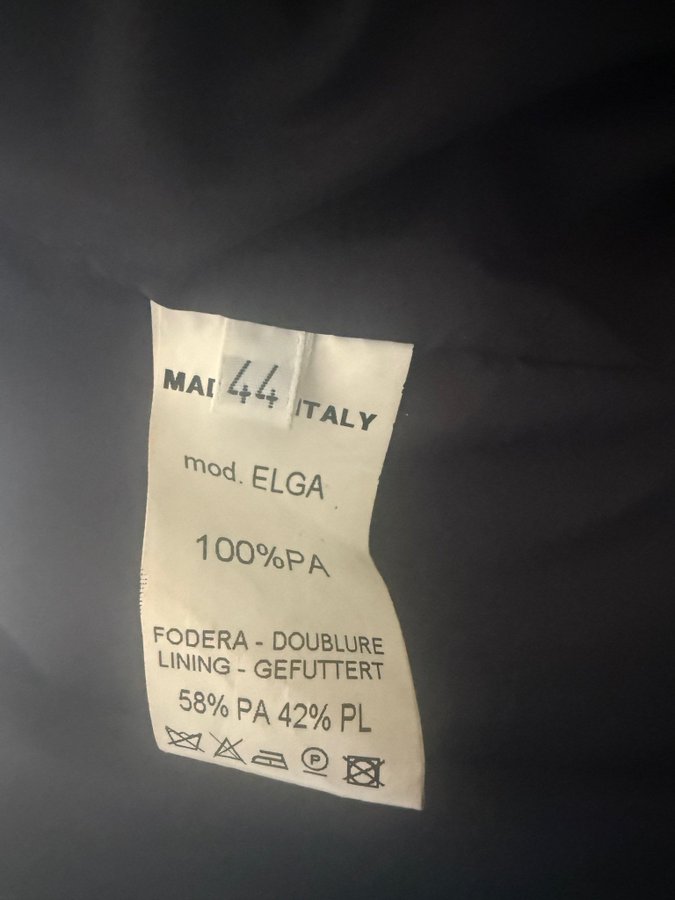 44
MAD ITALY
mod. ELGA
100%PA
FODERA - DOUBLURE
LINING - GEFUTTERT
58% PA 42% PL
P